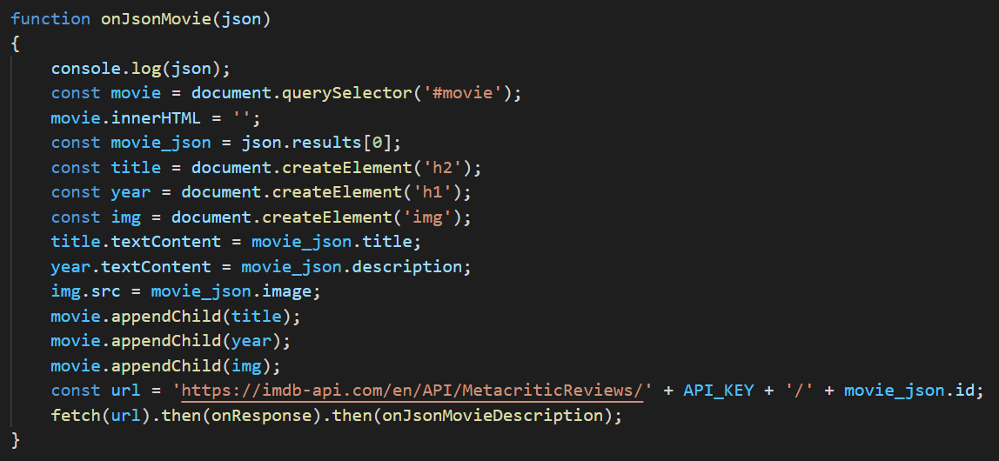 function onJsonMovie(json)
{
    console.log(json);
    const movie = document.querySelector('#movie');
    movie.innerHTML = '';
    const movie_json = json.results[0];
    const title = document.createElement('h2');
    const year = document.createElement('h1');
    const img = document.createElement('img');
    title.textContent = movie_json.title;
    year.textContent = movie_json.description;
    img.src = movie_json.image;
    movie.appendChild(title);
    movie.appendChild(year);
    movie.appendChild(img);
    const url = 'https://imdb-api.com/en/API/MetacriticReviews/' + API_KEY + '/' + movie_json.id;
    fetch(url).then(onResponse).then(onJsonMovieDescription);
}